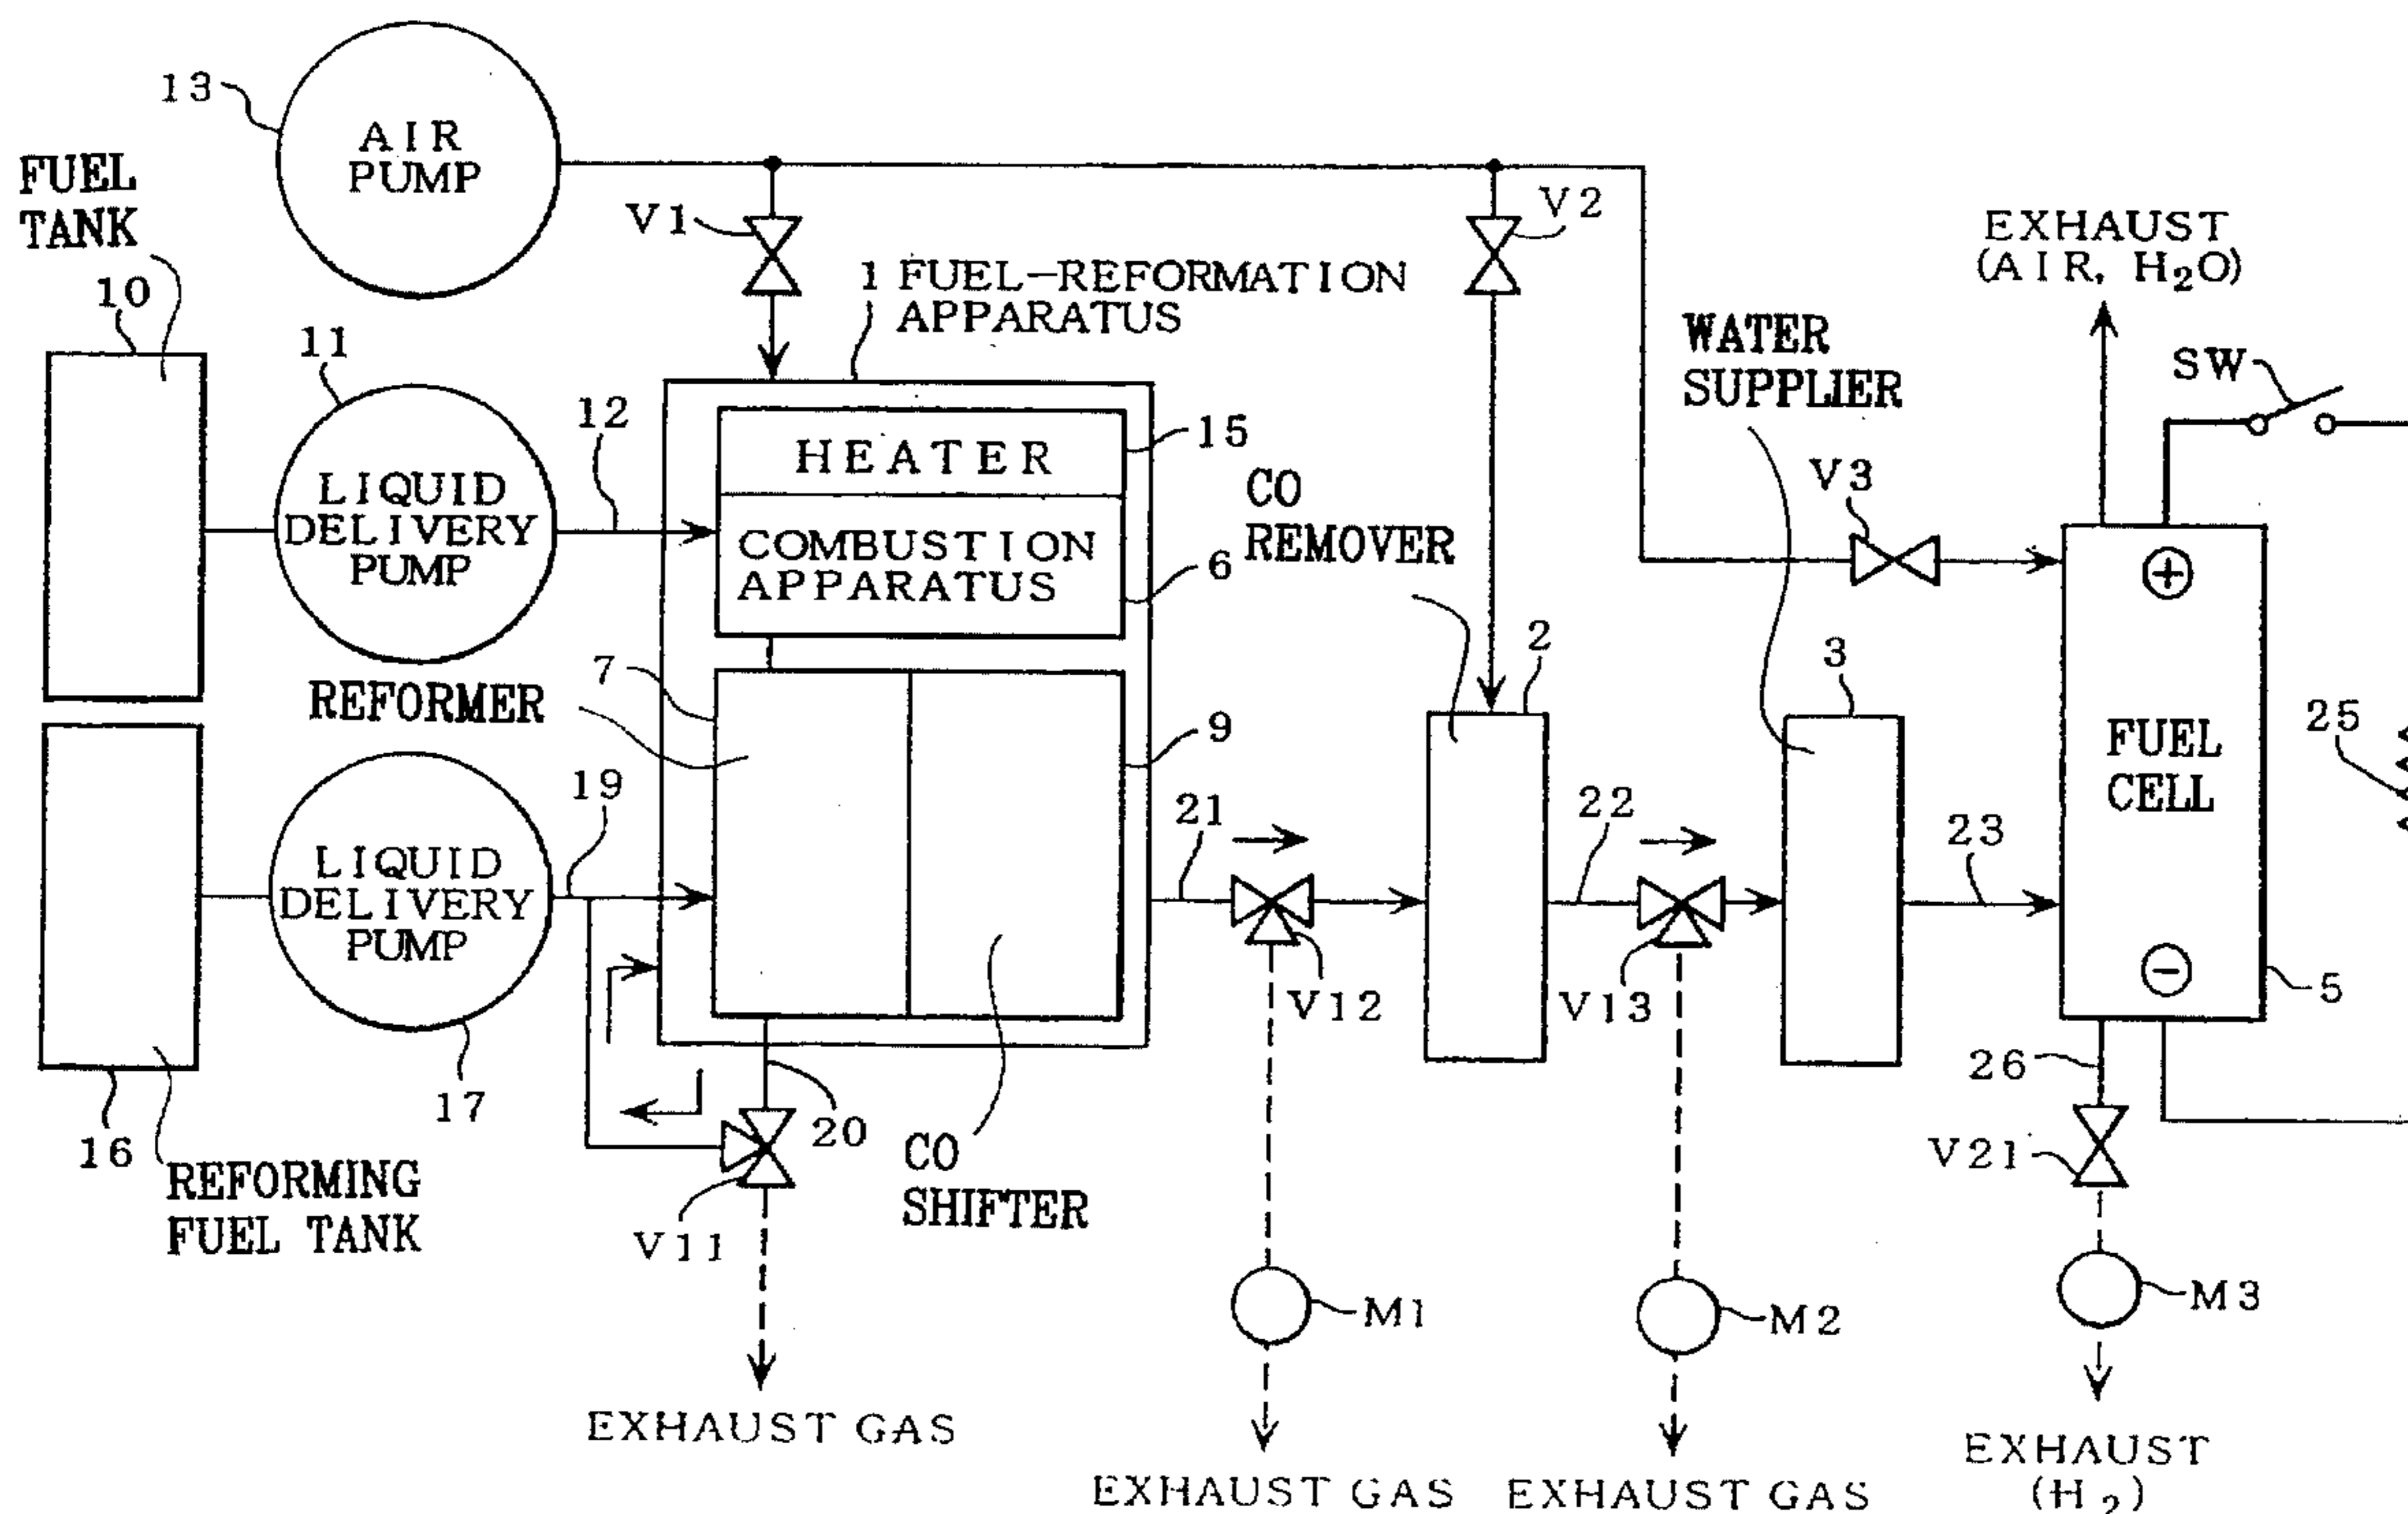 13
AIR
PUMP
FUEL
TANK
10
V1
V2
1 FUEL-REFORMATION
APPARATUS
EXHAUST
(AIR, H₂O)
WATER
SUPPLIER
SW
11
12
LIQUID
DELIVERY
PUMP
HEATER
15
COMBUSTION
APPARATUS
6
CO
REMOVER
V3
+
REFORMER
7
2
3
9
FUEL
CELL
25
LIQUID
DELIVERY
PUMP
19
21
22
23
V12
V13
−
5
16
17
20
26
V21
REFORMING
FUEL TANK
V11
CO
SHIFTER
M1
M2
M3
EXHAUST GAS
EXHAUST GAS
EXHAUST GAS
EXHAUST
(H₂)